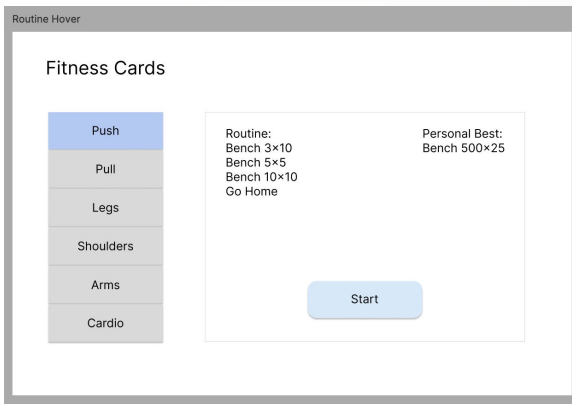 Routine Hover
Fitness Cards
Push
Pull
Legs
Shoulders
Arms
Cardio
Routine:
Bench 3×10
Bench 5×5
Bench 10×10
Go Home
Personal Best:
Bench 500×25
Start